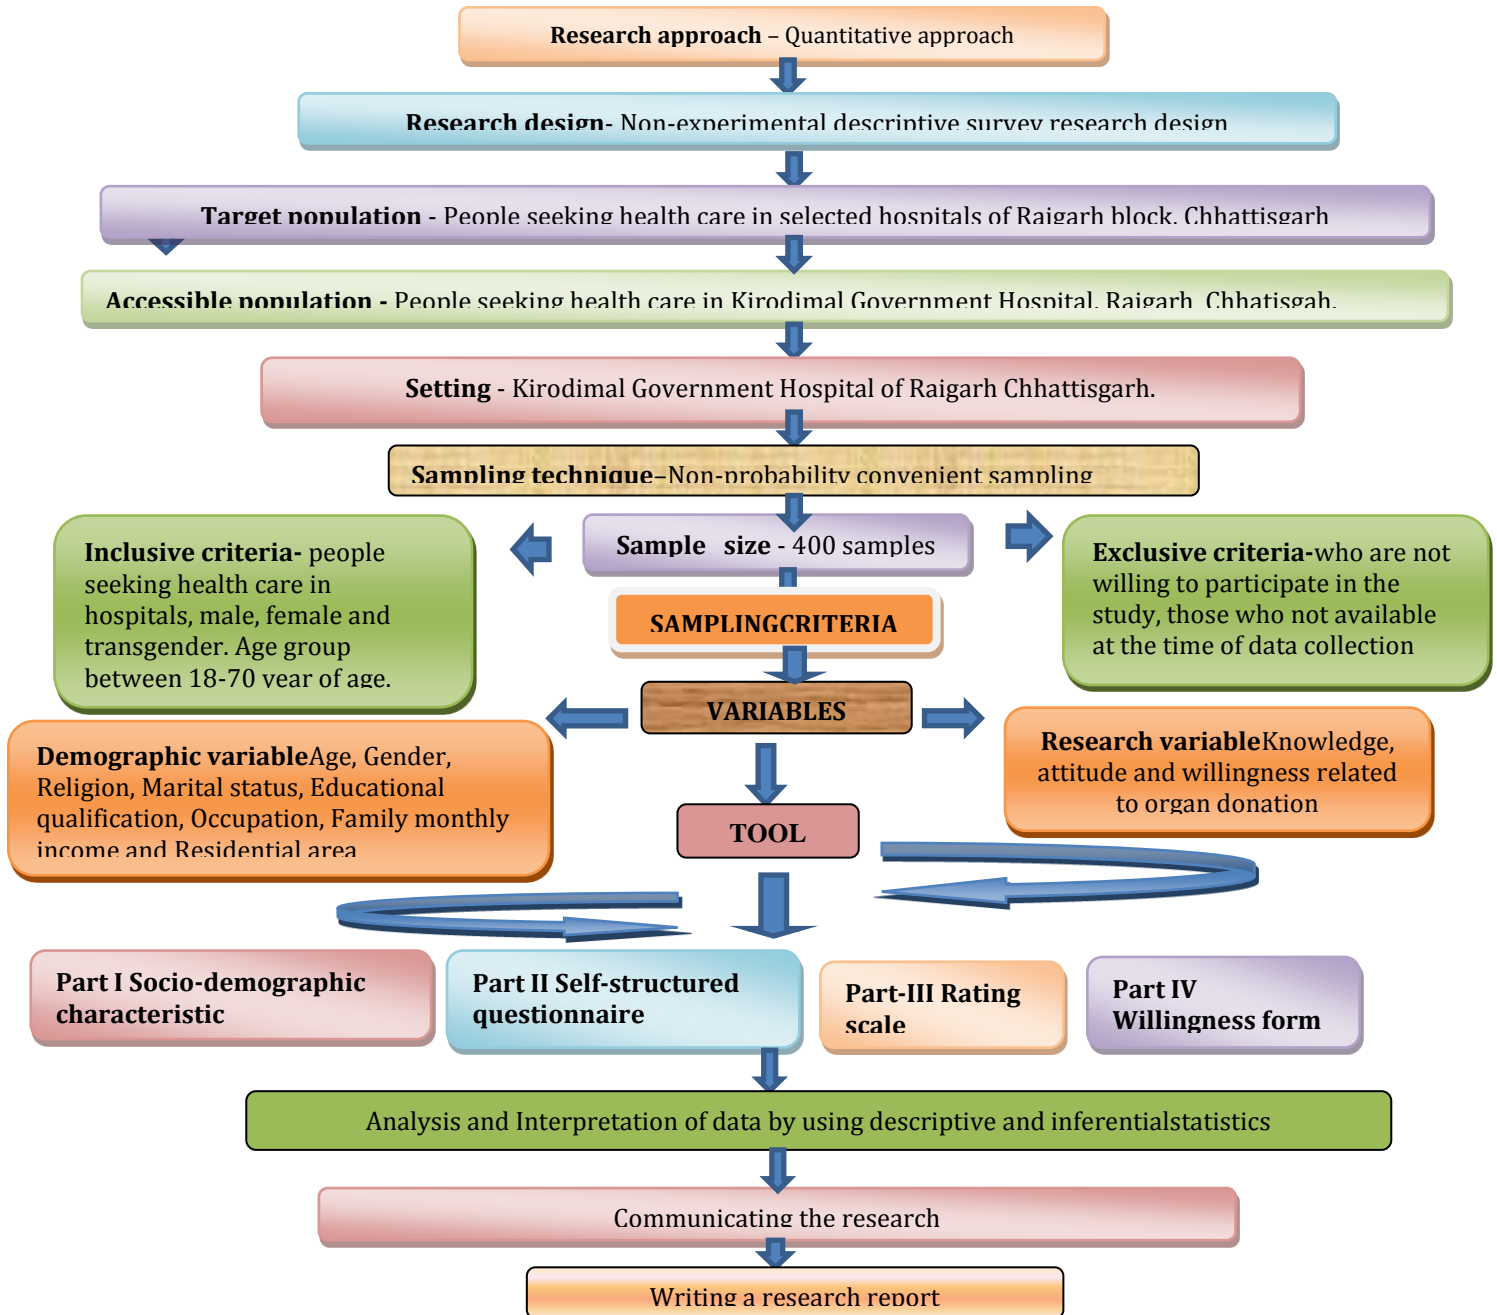 Research approach – Quantitative approach
Research design- Non-experimental descriptive survey research design
Target population - People seeking health care in selected hospitals of Raigarh block, Chhattisgarh
Accessible population - People seeking health care in Kirodimal Government Hospital, Raigarh, Chhatisgah.
Setting - Kirodimal Government Hospital of Raigarh Chhattisgarh.
Sampling technique–Non-probability convenient sampling
Sample size - 400 samples
Inclusive criteria- people
seeking health care in
hospitals, male, female and
transgender. Age group
between 18-70 year of age.
Exclusive criteria-who are not
willing to participate in the
study, those who not available
at the time of data collection
SAMPLINGCRITERIA
VARIABLES
Demographic variableAge, Gender,
Religion, Marital status, Educational
qualification, Occupation, Family monthly
income and Residential area
Research variableKnowledge,
attitude and willingness related
to organ donation
TOOL
Part I Socio-demographic
characteristic
Part II Self-structured
questionnaire
Part-III Rating
scale
Part IV
Willingness form
Analysis and Interpretation of data by using descriptive and inferentialstatistics
Communicating the research
Writing a research report